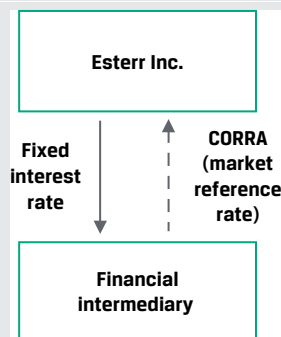 Esterr Inc.
Fixed
interest
rate
CORRA
(market
reference
rate)
Financial
intermediary